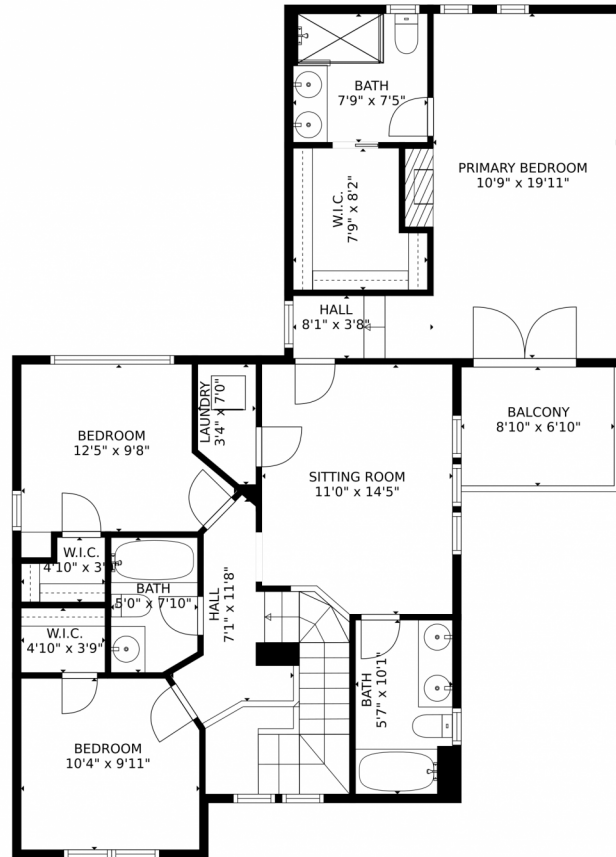 BATH
7'9" x 7'5"
PRIMARY BEDROOM
10'9" x 19'11"
W.I.C.
7'9" x 8'2"
HALL
8'1" x 3'8"
LAUNDRY
3'4" x 7'0"
BALCONY
8'10" x 6'10"
BEDROOM
12'5" x 9'8"
SITTING ROOM
11'0" x 14'5"
W.I.C.
4'10" x
BATH
5'0" x 7'10"
HALL
7'1" x 11'8"
W.I.C.
4'10" x 3'9"
BATH
5'7" x 10'1"
BEDROOM
10'4" x 9'11"